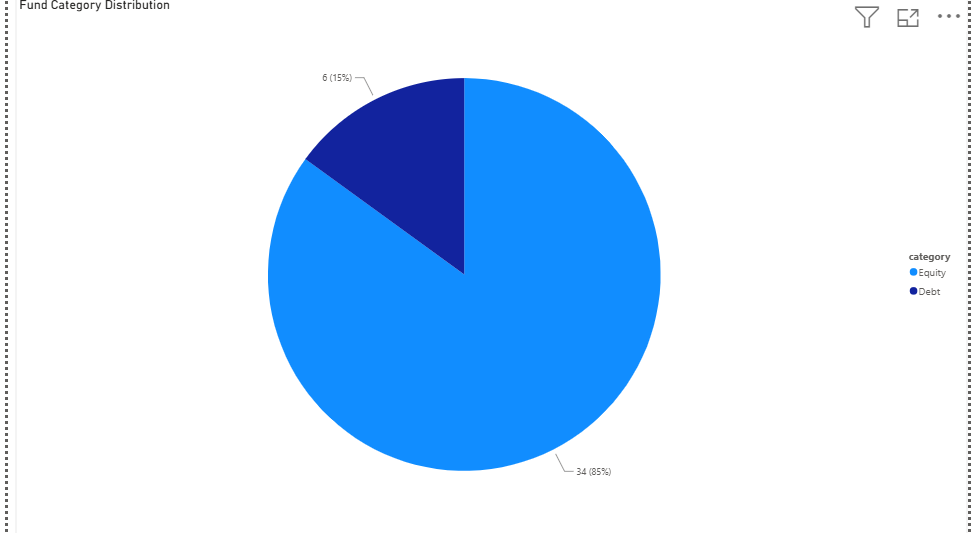 Fund Category Distribution
6 (15%)
category
Equity
Debt
34 (85%)